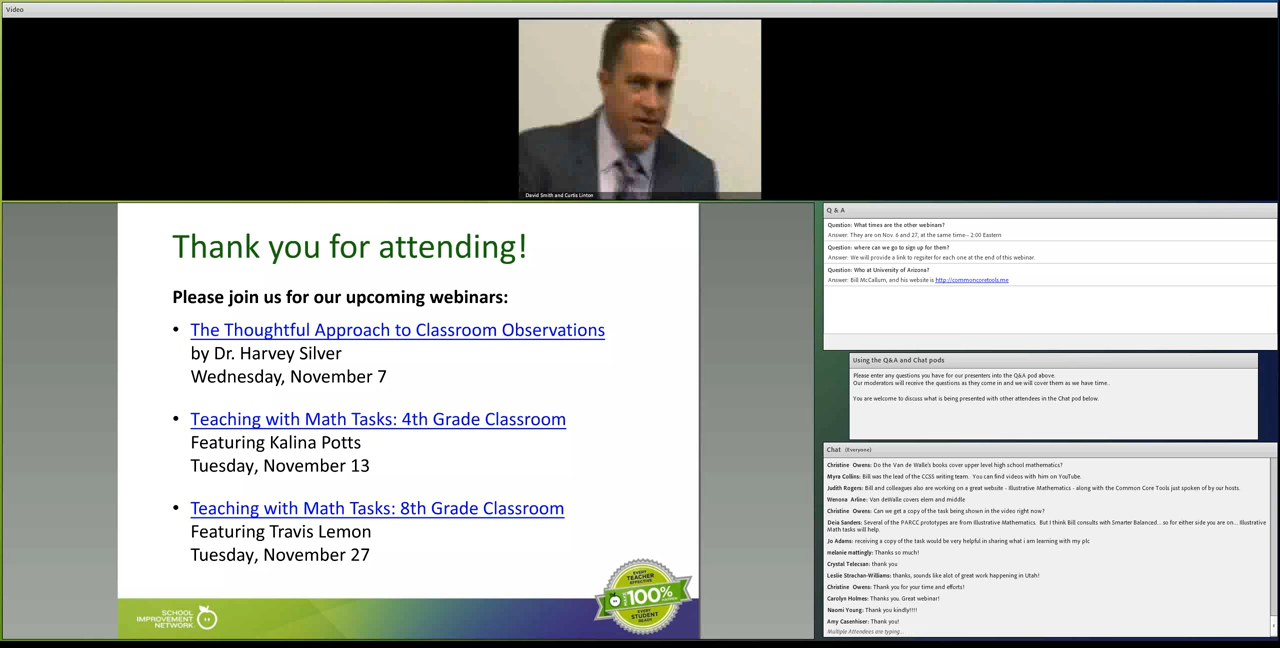 Video
David Smith and Curtis Linton
Thank you for attending!
Please join us for our upcoming webinars:
• The Thoughtful Approach to Classroom Observations
by Dr. Harvey Silver
Wednesday, November 7
• Teaching with Math Tasks: 4th Grade Classroom
Featuring Kalina Potts
Tuesday, November 13
• Teaching with Math Tasks: 8th Grade Classroom
Featuring Travis Lemon
Tuesday, November 27
SCHOOL
IMPROVEMENT
NETWORK
EVERY
TEACHER
EFFECTIVE
100%
EVERY
STUDENT
READY
Q & A
Question: What times are the other webinars?
Answer: They are on Nov. 6 and 27, at the same time-- 2:00 Eastern
Question: where can we go to sign up for them?
Answer: We will provide a link to regsiter for each one at the end of this webinar.
Question: Who at University of Arizona?
Answer: Bill McCallum, and his website is http://commoncoretools.me
Using the Q&A and Chat pods
Please enter any questions you have for our presenters into the Q&A pod above.
Our moderators will receive the questions as they come in and we will cover them as we have time..
You are welcome to discuss what is being presented with other attendees in the Chat pod below.
Chat (Everyone)
Christine Owens: Do the Van de Walle's books cover upper level high school mathematics?
Myra Collins: Bill was the lead of the CCSS writing team. You can find videos with him on YouTube.
Judith Rogers: Bill and colleagues also are working on a great website - Illustrative Mathematics - along with the Common Core Tools just spoken of by our hosts.
Wenona Arline: Van deWalle covers elem and middle
Christine Owens: Can we get a copy of the task being shown in the video right now?
Deia Sanders: Several of the PARCC prototypes are from Illustrative Mathematics. But I think Bill consults with Smarter Balanced... so for either side you are on... Illustrative
Math tasks will help.
Jo Adams: receiving a copy of the task would be very helpful in sharing what i am learning with my plc
melanie mattingly: Thanks so much!
Crystal Telecsan: thank you
Leslie Strachan-Williams: thanks, sounds like alot of great work happening in Utah!
Christine Owens: Thank you for your time and efforts!
Carolyn Holmes: Thanks you. Great webinar!
Naomi Young: Thank you kindly!!!!
Amy Casenhiser: Thank you!
Multiple Attendees are typing...